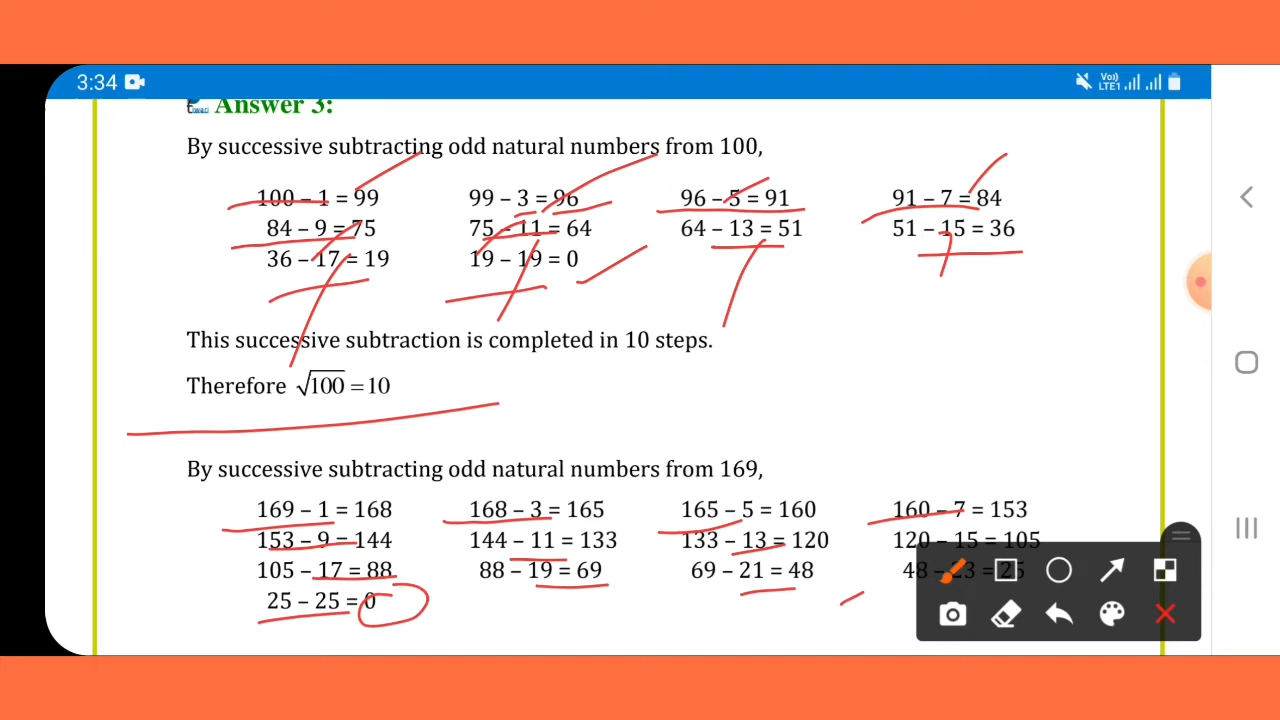 3:34
Vo) LTE1
Answer 3:
By successive subtracting odd natural numbers from 100,
100 – 1 = 99 99 – 3 = 96 96 – 5 = 91 91 – 7 = 84
84 – 9 = 75 75 – 11 = 64 64 – 13 = 51 51 – 15 = 36
36 – 17 = 19 19 – 19 = 0
This successive subtraction is completed in 10 steps.
Therefore √100 = 10
By successive subtracting odd natural numbers from 169,
169 – 1 = 168 168 – 3 = 165 165 – 5 = 160 160 – 7 = 153
153 – 9 = 144 144 – 11 = 133 133 – 13 = 120 120 – 15 = 105
105 – 17 = 88 88 – 19 = 69 69 – 21 = 48 48 – 23 = 25
25 – 25 = 0